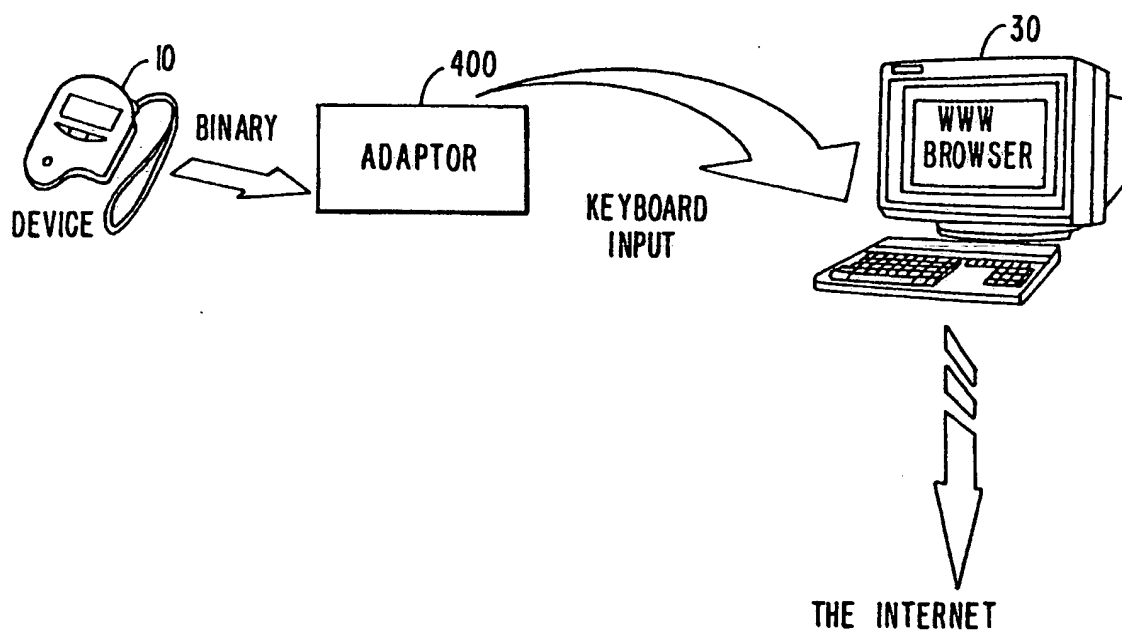 10
BINARY
DEVICE
400
ADAPTOR
KEYBOARD
INPUT
30
WWW
BROWSER
THE INTERNET